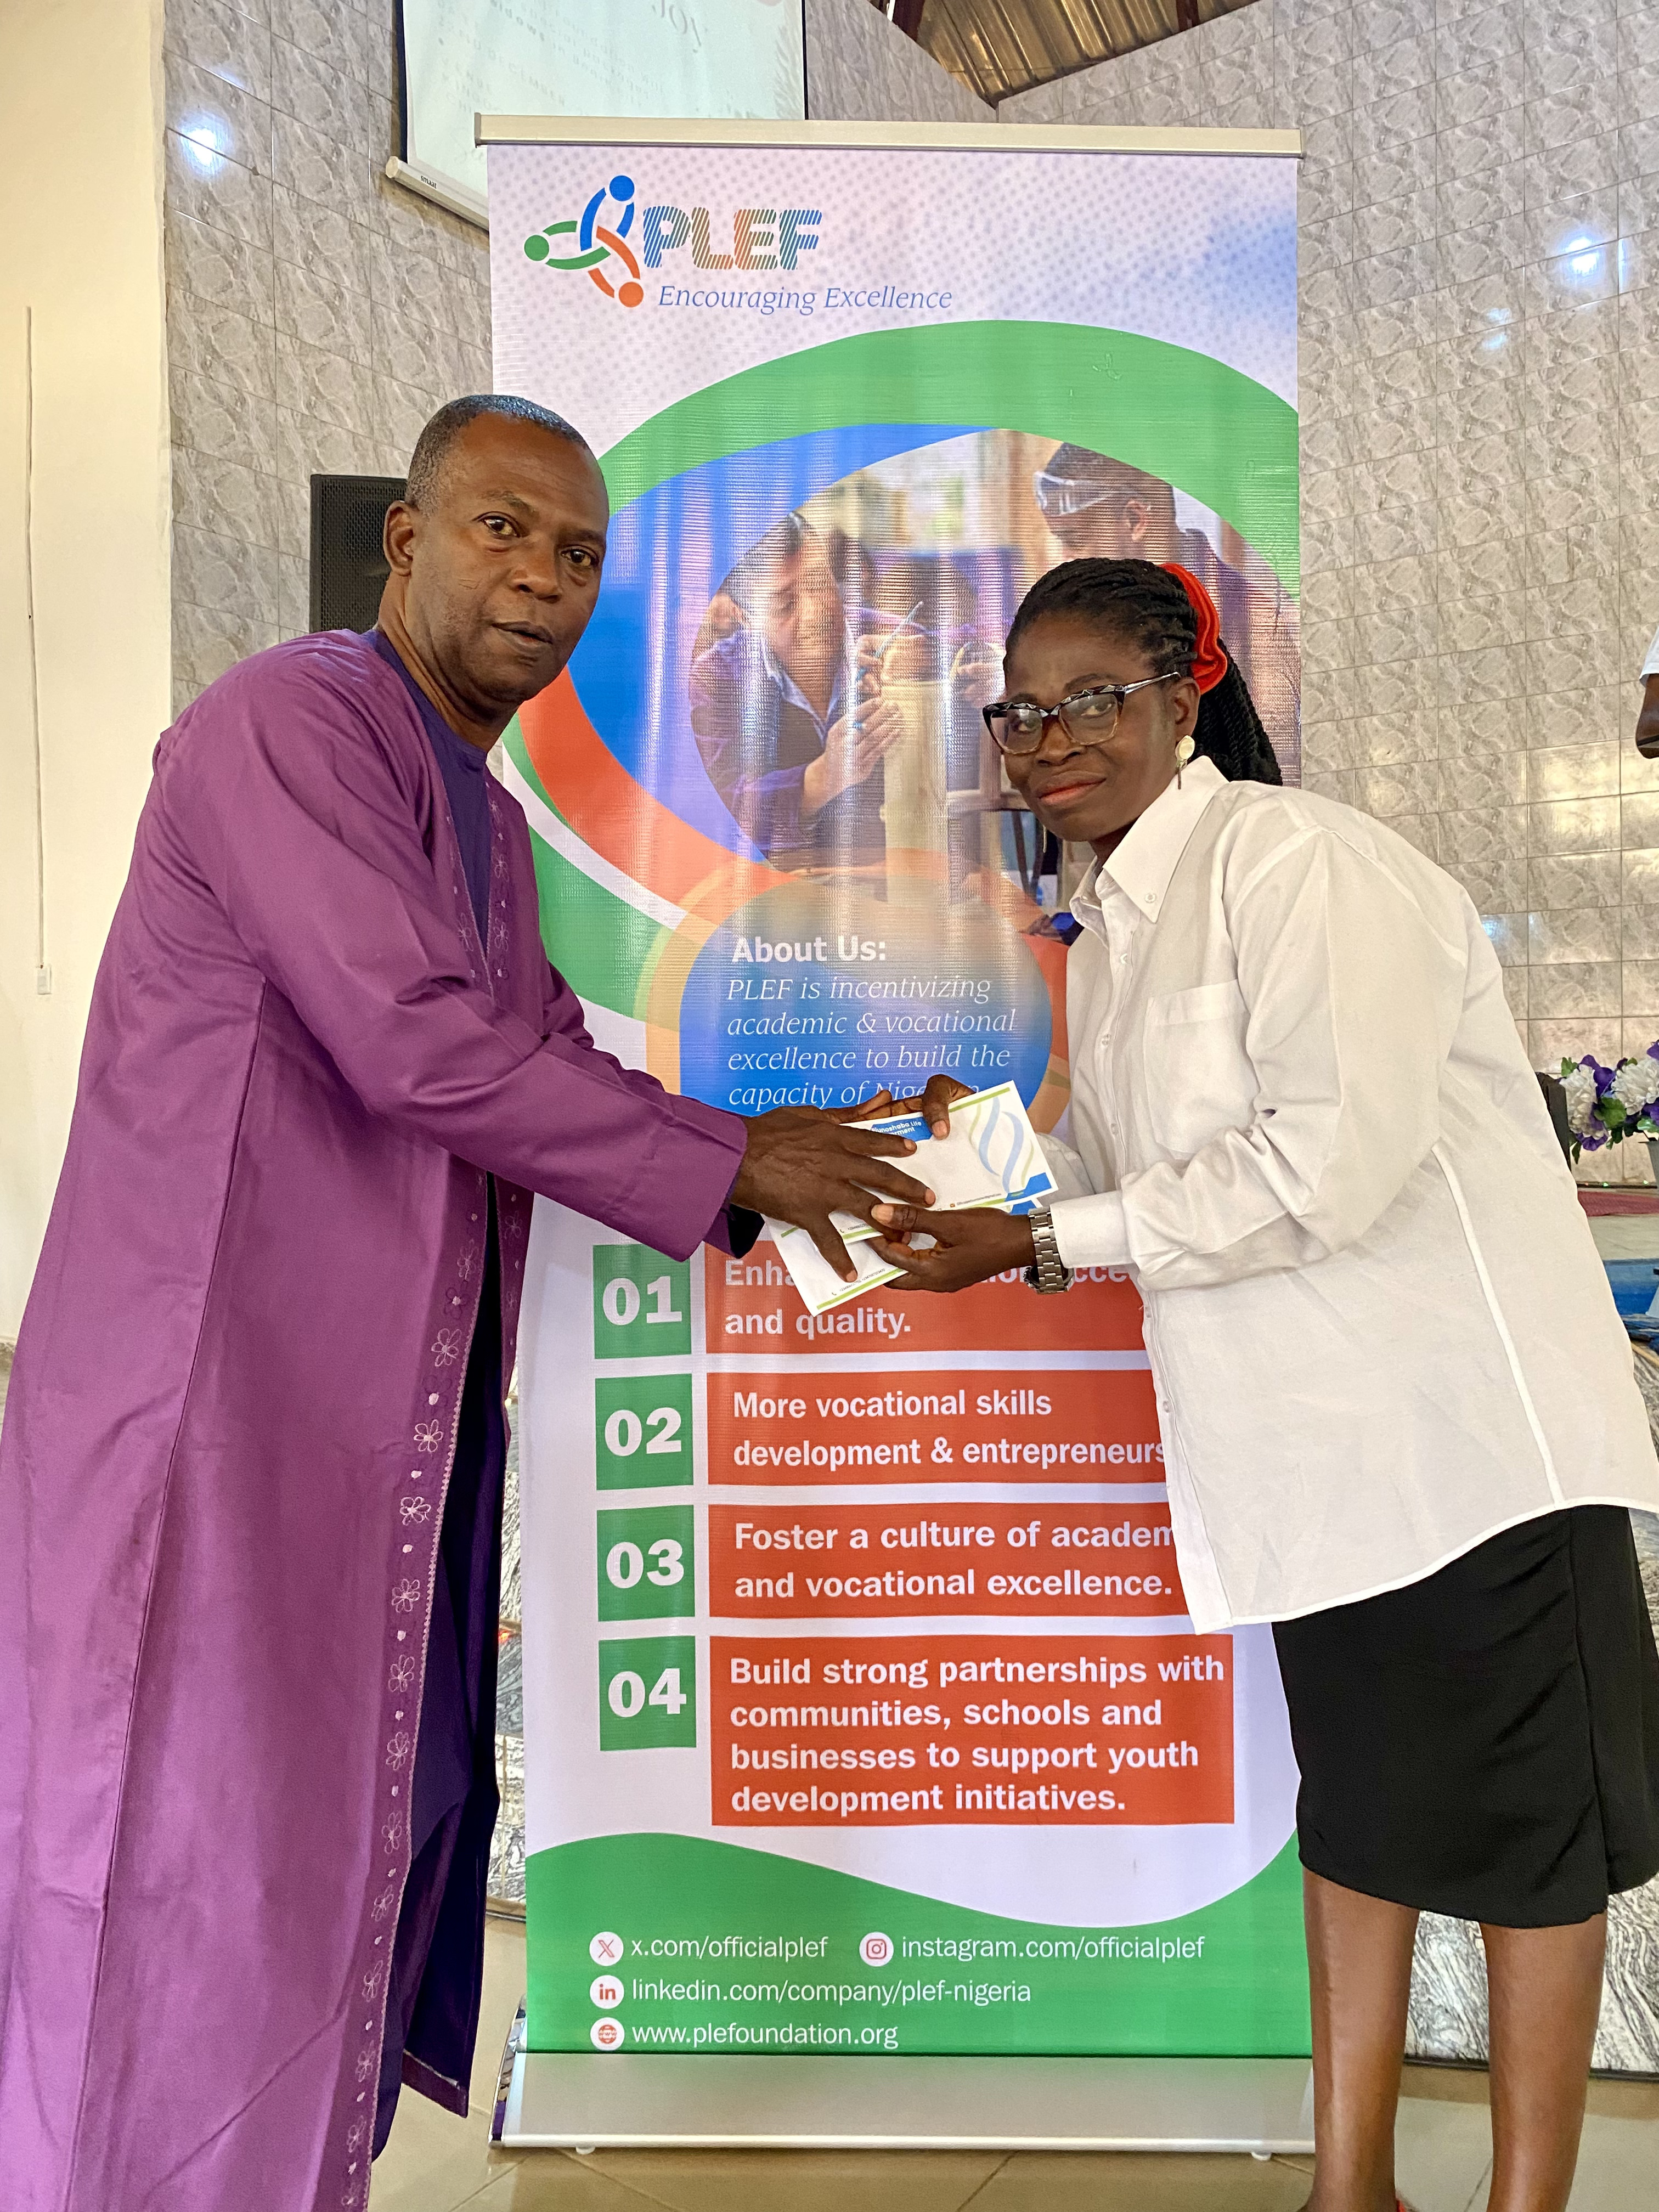 PLEF
Encouraging Excellence
About Us:
PLEF is incentivizing
academic & vocational
excellence to build the
capacity of
01
and quality.
02
More vocational skills
development &
03
Foster a culture of
and vocational excellence.
04
Build strong partnerships with
communities, schools and
businesses to support youth
development initiatives.
x.com/officialplef
instagram.com/officialplef
linkedin.com/company/plef-nigeria
www.plefoundation.org